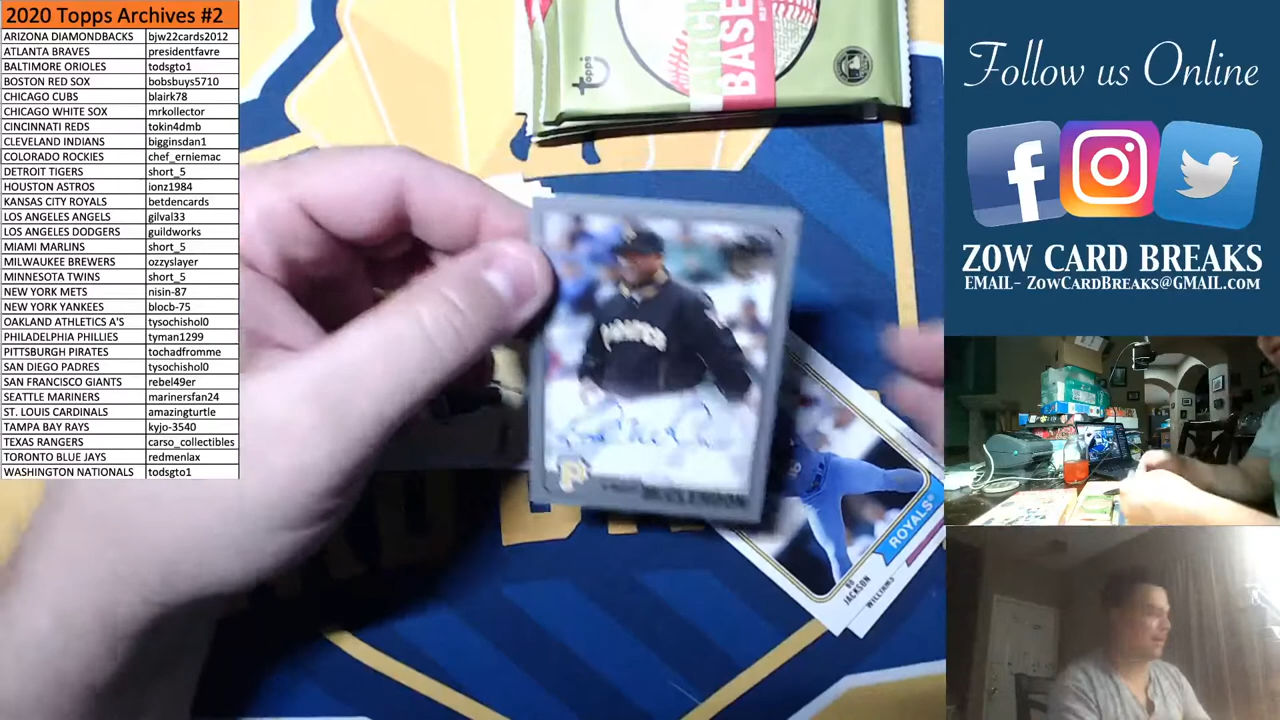 2020 Topps Archives #2
ARIZONA DIAMONDBACKS bjw22cards2012
ATLANTA BRAVES presidentfavre
BALTIMORE ORIOLES todsgto1
BOSTON RED SOX bobsbuys5710
CHICAGO CUBS blairk78
CHICAGO WHITE SOX mrkollector
CINCINNATI REDS tokin4dmb
CLEVELAND INDIANS bigginsdan1
COLORADO ROCKIES chef_erniemac
DETROIT TIGERS short_5
HOUSTON ASTROS ionz1984
KANSAS CITY ROYALS betdencards
LOS ANGELES ANGELS gilval33
LOS ANGELES DODGERS guildworks
MIAMI MARLINS short_5
MILWAUKEE BREWERS ozzyslayer
MINNESOTA TWINS short_5
NEW YORK METS nisin-87
NEW YORK YANKEES blocb-75
OAKLAND ATHLETICS A'S tysochishol0
PHILADELPHIA PHILLIES tyman1299
PITTSBURGH PIRATES tochadfromme
SAN DIEGO PADRES tysochishol0
SAN FRANCISCO GIANTS rebel49er
SEATTLE MARINERS marinersfan24
ST. LOUIS CARDINALS amazingturtle
TAMPA BAY RAYS kyjo-3540
TEXAS RANGERS carso_collectibles
TORONTO BLUE JAYS redmenlax
WASHINGTON NATIONALS todsgto1
topps
BASE
PIRATES
P
ROYALS
BO
JACKSON
WILLIAMS
Follow us Online
f
ZOW CARD BREAKS
EMAIL- ZOWCARDBREAKS@GMAIL.COM